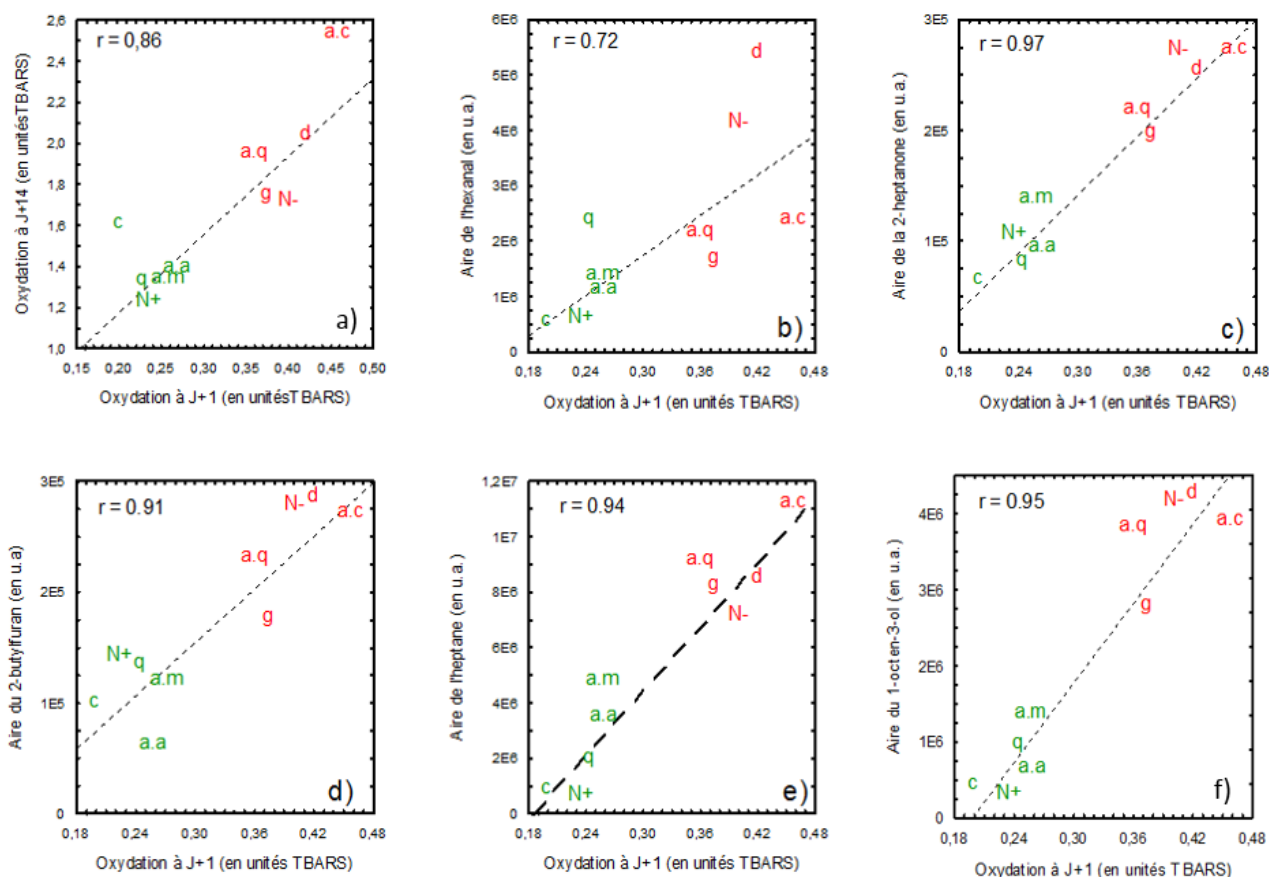 r = 0,86
Oxydation à J+14 (en unitésTBARS)
2,6
2,4
2,2
2,0
1,8
1,6
1,4
1,2
1,0
a.c
d
a.q
g
N-
c
a.a
q
a.m
N+
a)
0,15
0,20
0,25
0,30
0,35
0,40
0,45
0,50
Oxydation à J+1 (en unitésTBARS)
r = 0.72
Aire de l'hexanal (en u.a.)
6E6
5E6
4E6
3E6
2E6
1E6
0
d
N-
q
a.c
a.q
g
a.m
a.a
N+
c
b)
0,18
0,24
0,30
0,36
0,42
0,48
Oxydation à J+1 (en unités TBARS)
r = 0.97
Aire de la 2-heptanone (en u.a.)
3E5
2E5
1E5
0
N-
a.c
d
a.q
g
a.m
N+
a.a
q
c
c)
0,18
0,24
0,30
0,36
0,42
0,48
Oxydation à J+1 (en unités TBARS)
r = 0.91
Aire du 2-butylfuran (en u.a)
3E5
2E5
1E5
0
d
N-
a.c
a.q
g
N+
q
a.m
c
a.a
d)
0,18
0,24
0,30
0,36
0,42
0,48
Oxydation à J+1 (en unités TBARS)
r = 0.94
Aire de l'heptane (en u.a.)
1.2E7
1E7
8E6
6E6
4E6
2E6
0
a.c
a.q
d
g
N-
a.m
a.a
q
c
N+
e)
0,18
0,24
0,30
0,36
0,42
0,48
Oxydation à J+1 (en unités TBARS)
r = 0.95
Aire du 1-octen-3-ol (en u.a.)
4E6
3E6
2E6
1E6
0
d
N-
a.c
a.q
g
a.m
q
a.a
c
N+
f)
0,18
0,24
0,30
0,36
0,42
0,48
Oxydation à J+1 (en unités TBARS)